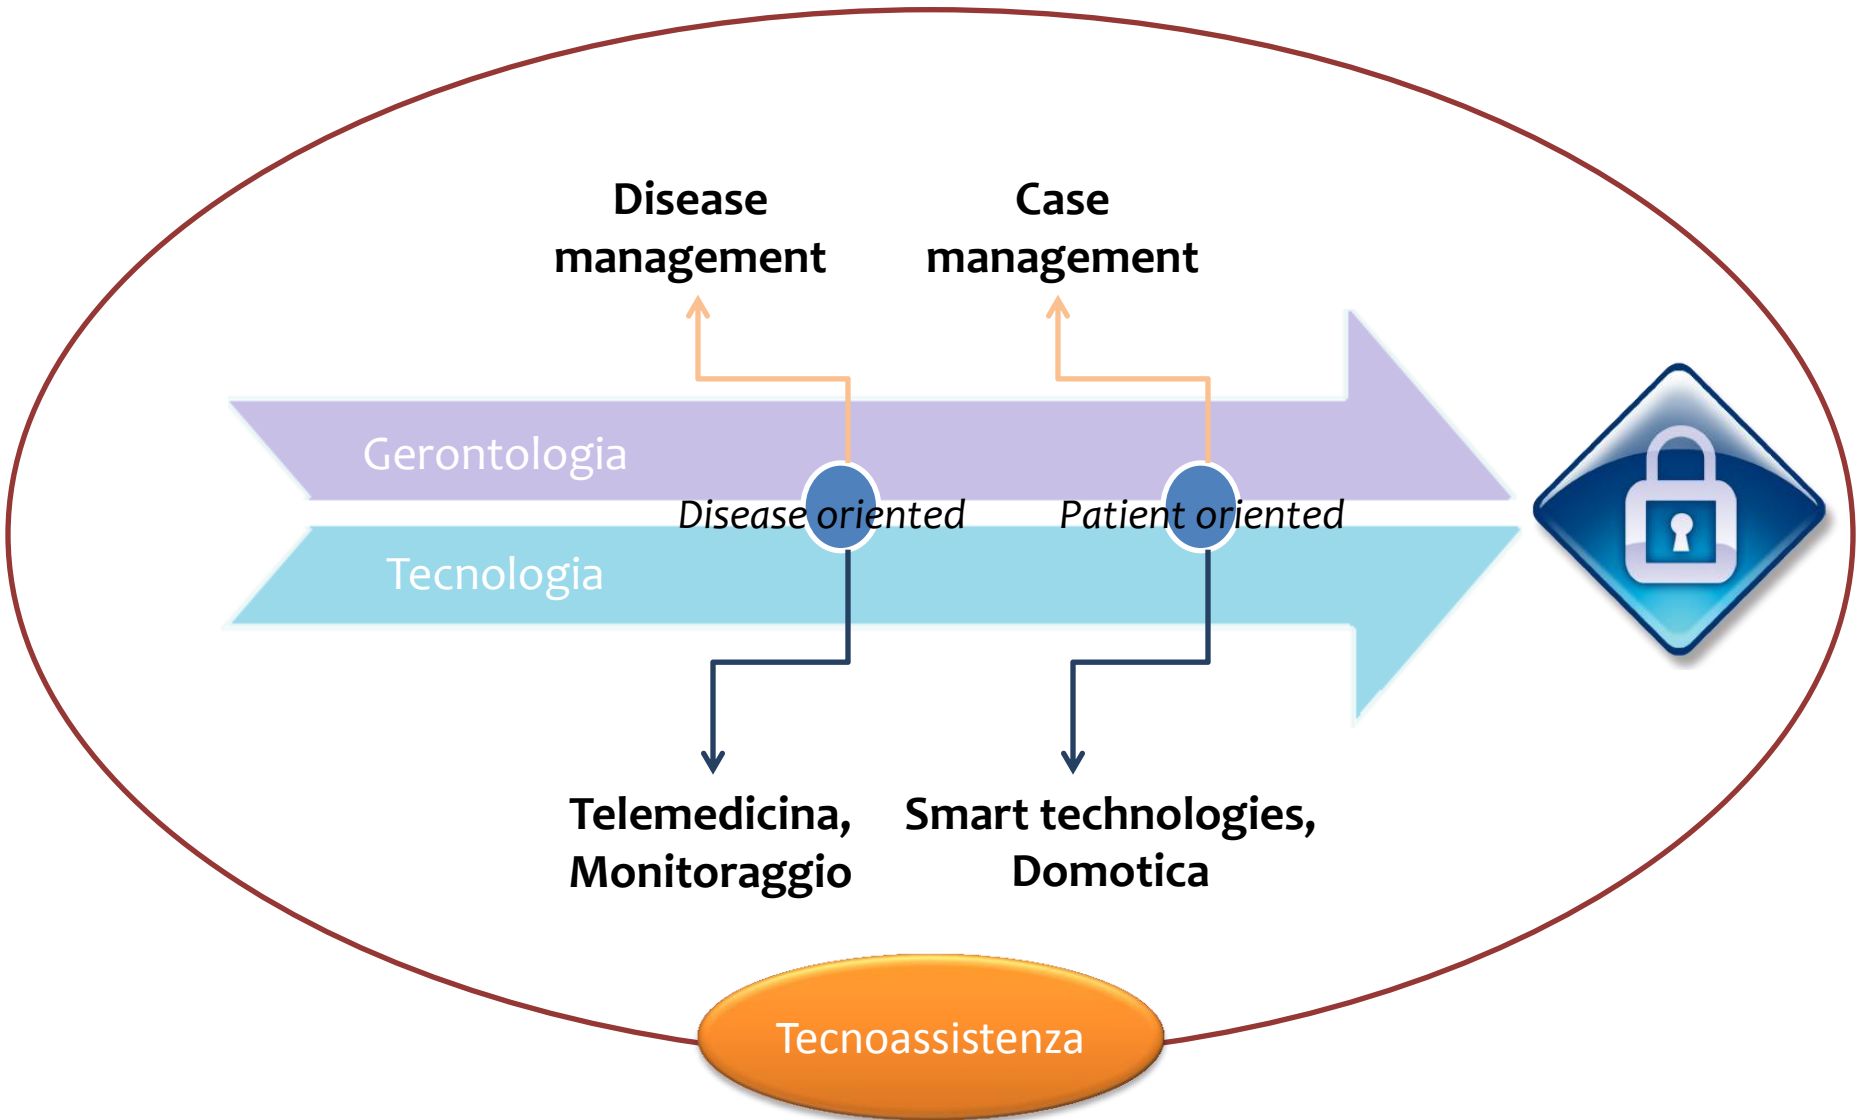 Disease
management
Case
management
Gerontologia
Disease oriented
Patient oriented
Tecnologia
Telemedicina,
Monitoraggio
Smart technologies,
Domotica
Tecnoassistenza